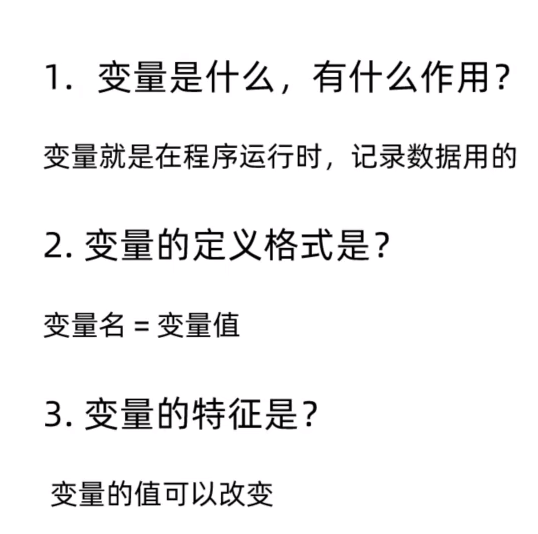 1. 变量是什么，有什么作用？
变量就是在程序运行时，记录数据用的
2. 变量的定义格式是？
变量名 = 变量值
3. 变量的特征是？
变量的值可以改变